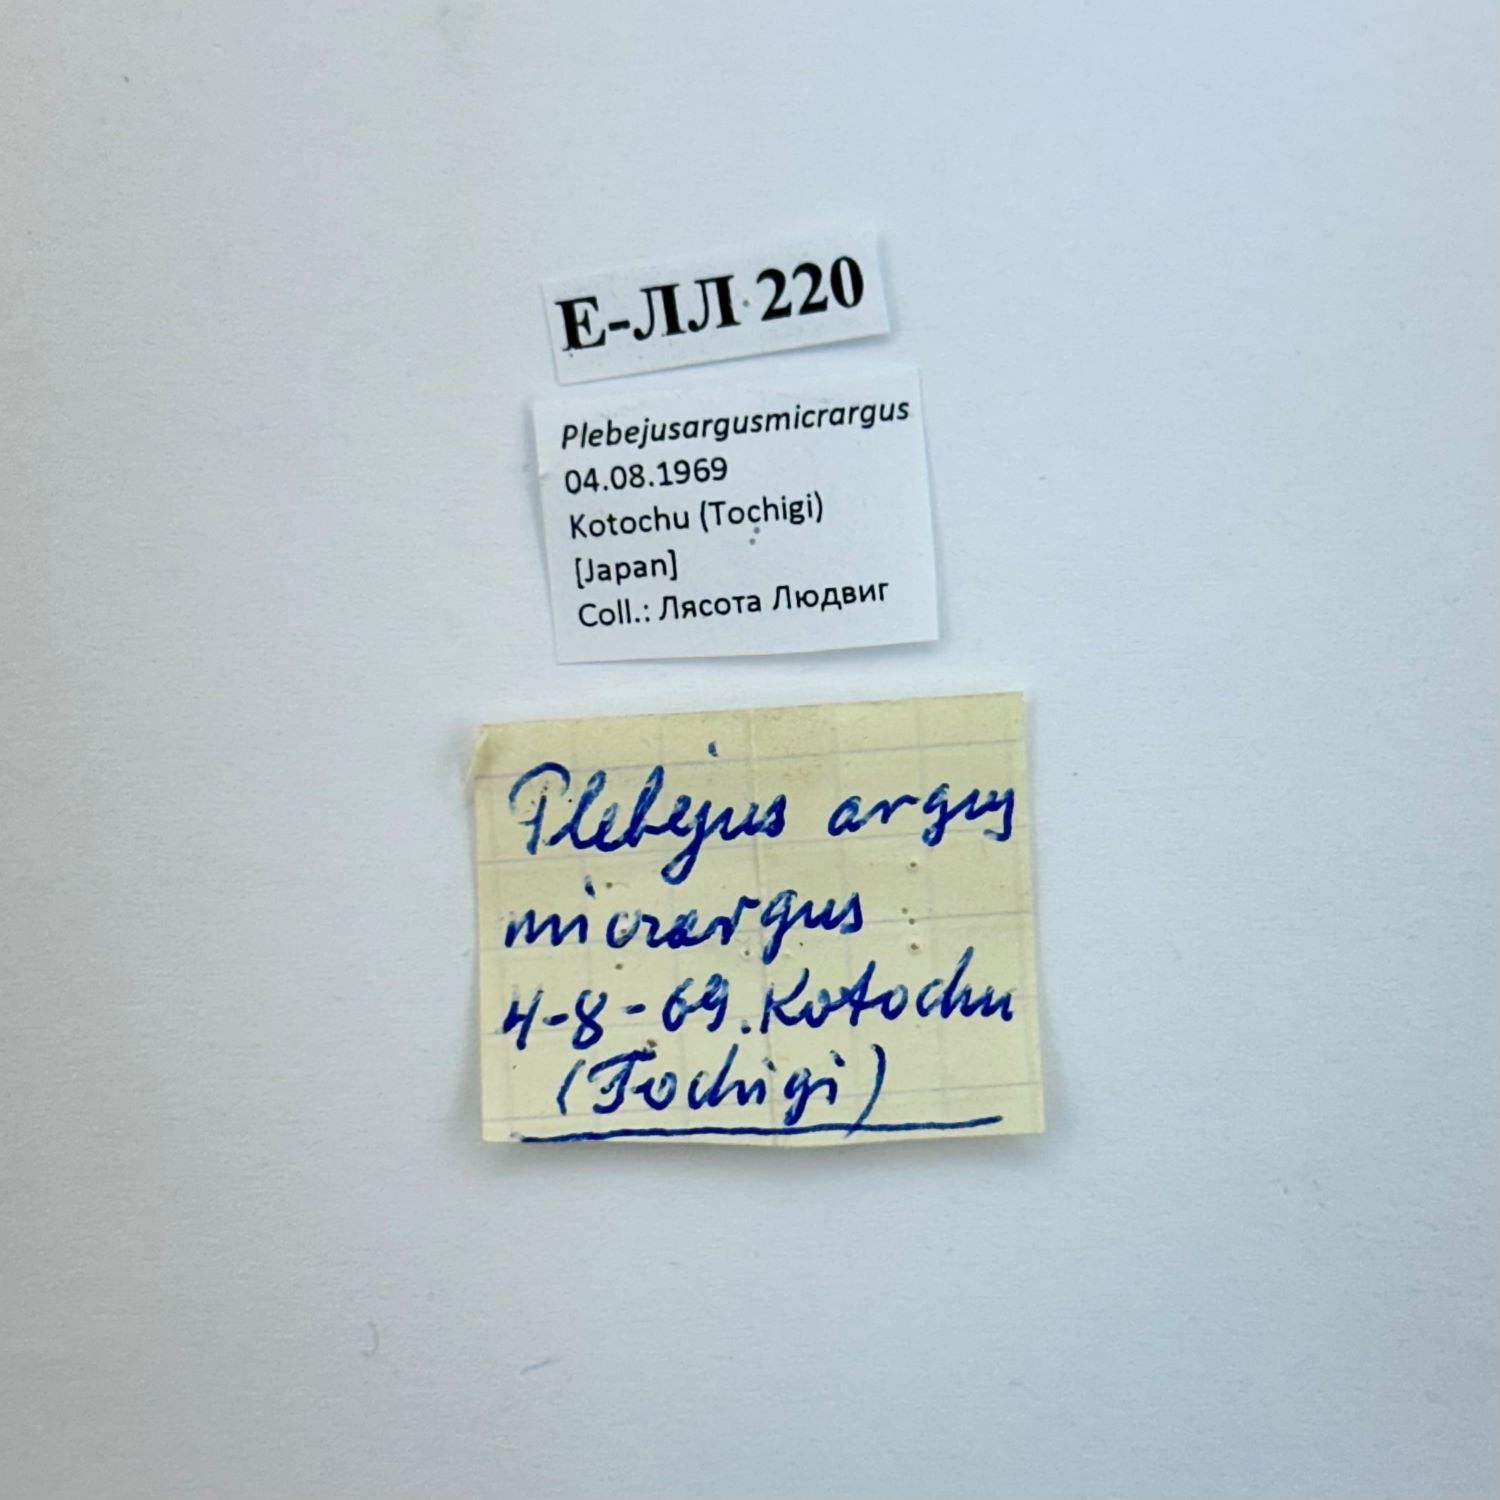 Е-ЛЛ 220
Plebejusargusmicrargus
04.08.1969
Kotochu (Tochigi)
[Japan]
Coll.: Лясота Людвиг
Plebejus argus
micrargus
4-8-69. Kotochu
(Tochigi)